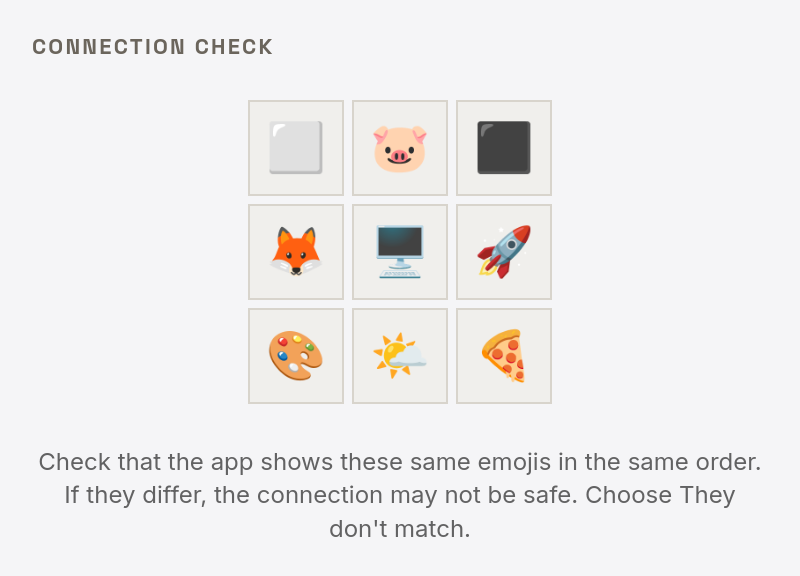 CONNECTION CHECK
Check that the app shows these same emojis in the same order.
If they differ, the connection may not be safe. Choose They
don't match.